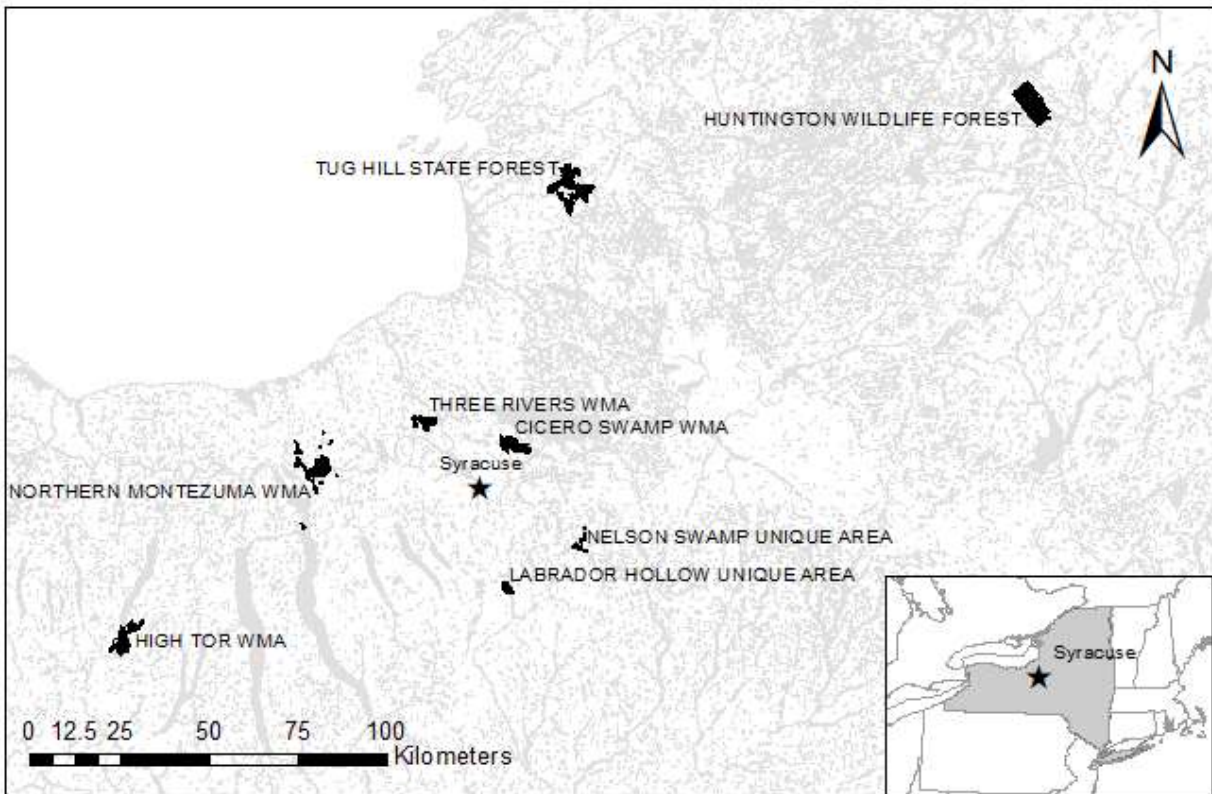 N
HUNTINGTON WILDLIFE FOREST
TUG HILL STATE FOREST
THREE RIVERS WMA
CICERO SWAMP WMA
Syracuse
NORTHERN MONTEZUMA WMA
NELSON SWAMP UNIQUE AREA
LABRADOR HOLLOW UNIQUE AREA
HIGH TOR WMA
Syracuse
0 12.5 25 50 75 100
Kilometers